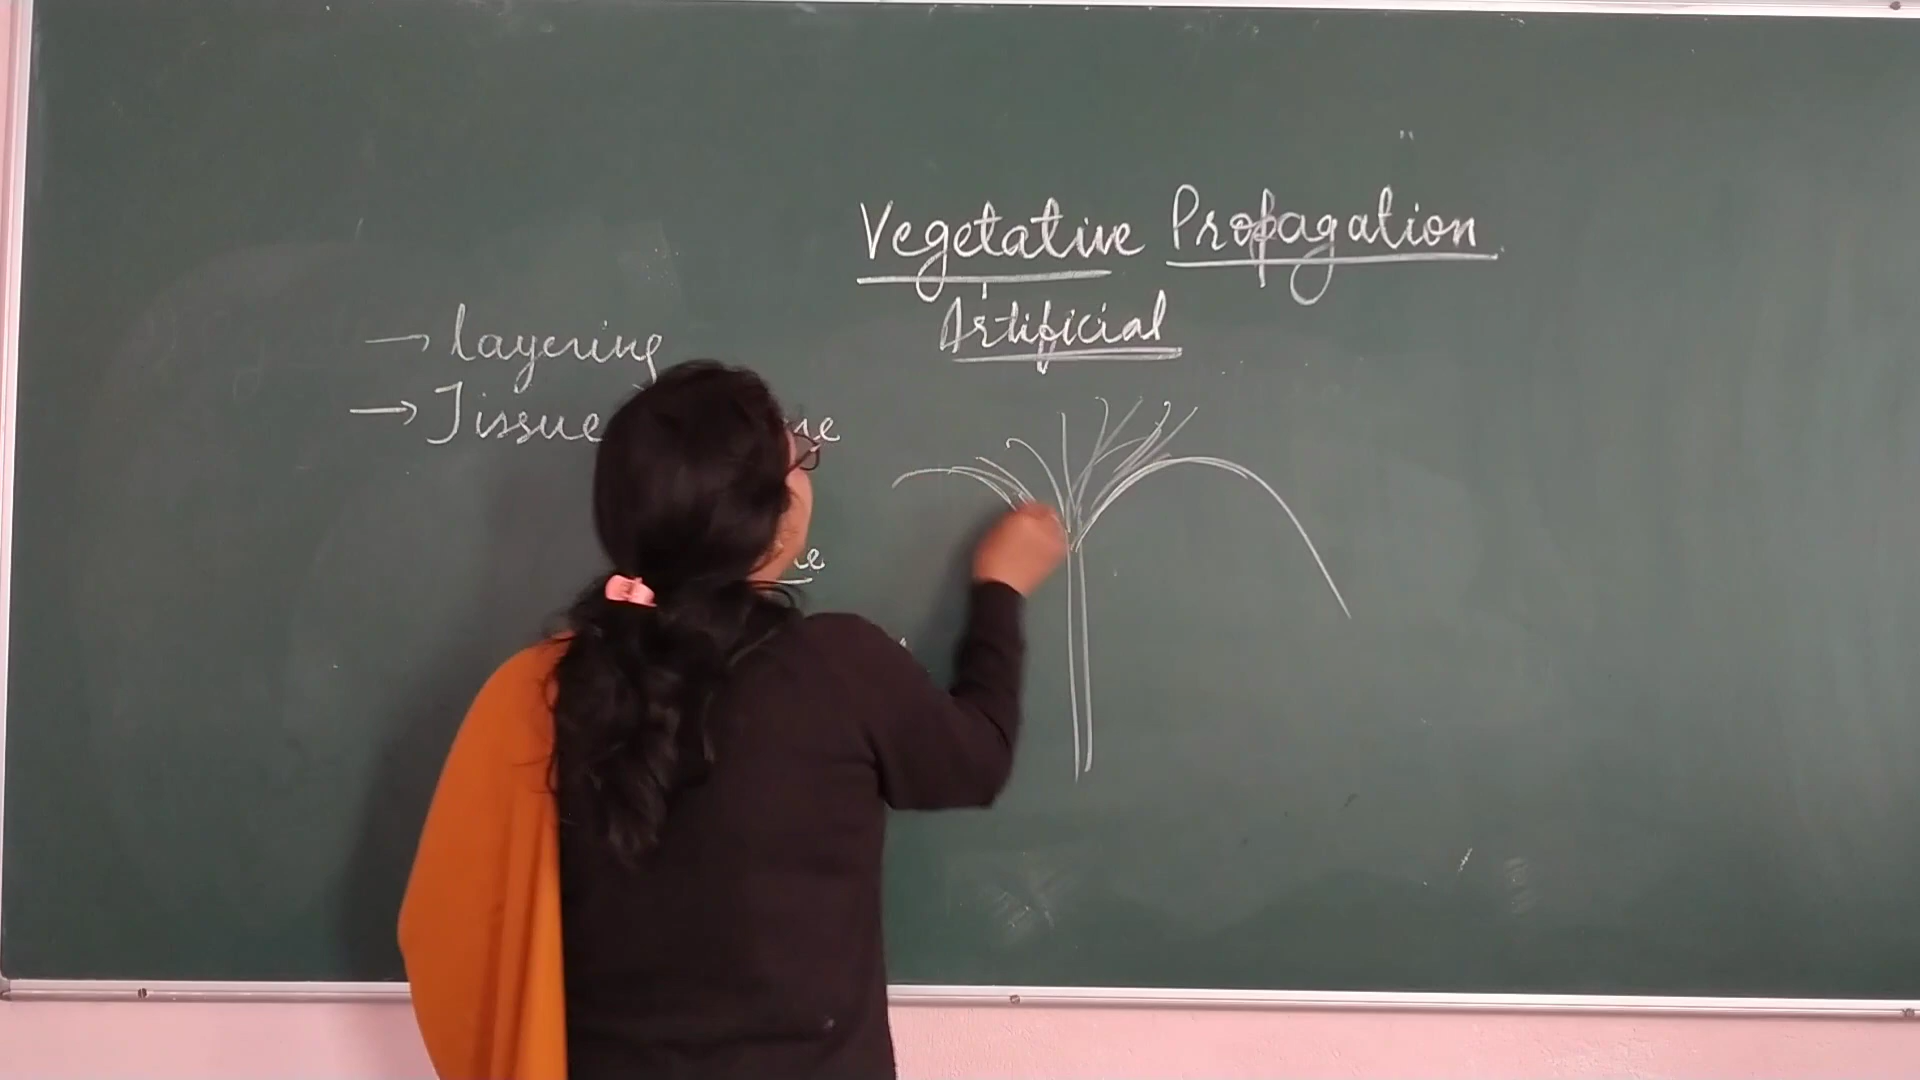 Vegetative Propagation
Artificial
→ layering
→ Tissue